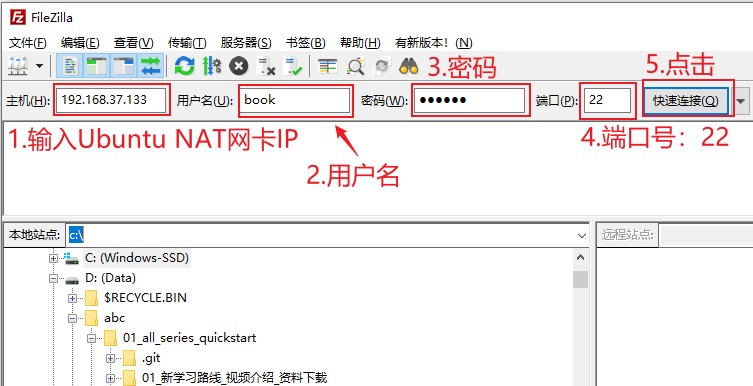 FileZilla
文件(F) 编辑(E) 查看(V) 传输(T) 服务器(S) 书签(B) 帮助(H) 有新版本！(N)
3.密码 5.点击
主机(H): 192.168.37.133 用户名(U): book 密码(W): ●●●●●● 端口(P): 22 快速连接(Q)
1.输入Ubuntu NAT网卡IP 4.端口号：22
2.用户名
本地站点: c:\ 远程站点:
C: (Windows-SSD)
D: (Data)
$RECYCLE.BIN
abc
01_all_series_quickstart
.git
01_新学习路线_视频介绍_资料下载